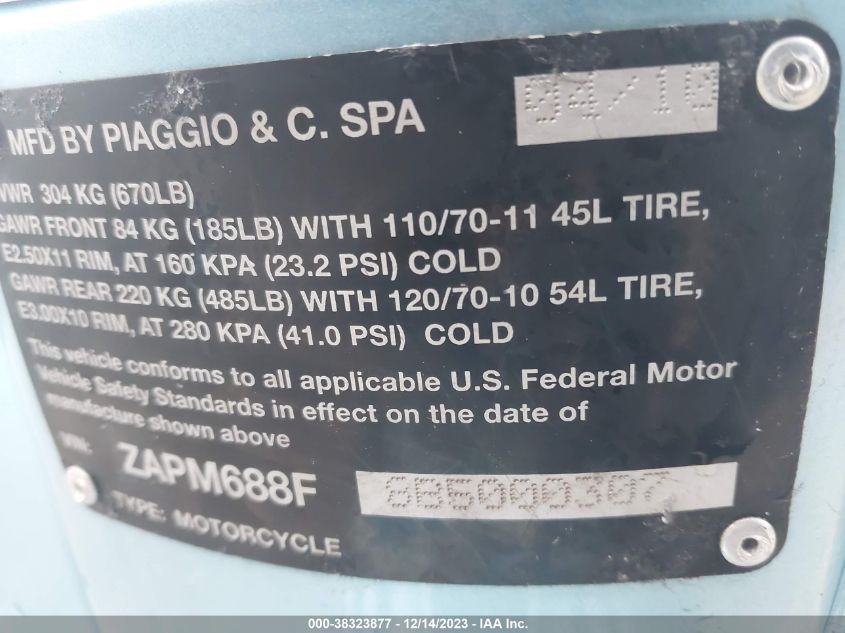 04/10
MFD BY PIAGGIO & C. SPA
VWR 304 KG (670LB)
GAWR FRONT 84 KG (185LB) WITH 110/70-11 45L TIRE,
E2.50X11 RIM, AT 160 KPA (23.2 PSI) COLD
GAWR REAR 220 KG (485LB) WITH 120/70-10 54L TIRE,
E3.00X10 RIM, AT 280 KPA (41.0 PSI) COLD
This vehicle conforms to all applicable U.S. Federal Motor
Vehicle Safety Standards in effect on the date of
manufacture shown above
VIN: ZAPM688F 6B5000307
TYPE: MOTORCYCLE
000-38323877 - 12/14/2023 - IAA Inc.